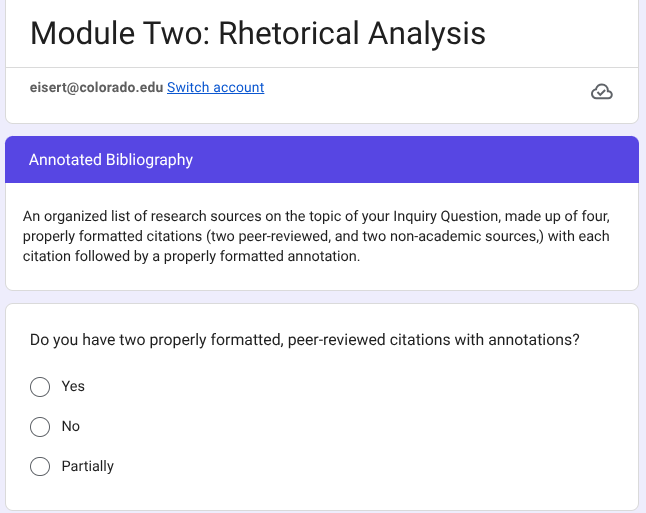 Module Two: Rhetorical Analysis
eisert@colorado.edu Switch account
Annotated Bibliography
An organized list of research sources on the topic of your Inquiry Question, made up of four,
properly formatted citations (two peer-reviewed, and two non-academic sources,) with each
citation followed by a properly formatted annotation.
Do you have two properly formatted, peer-reviewed citations with annotations?
Yes
No
Partially